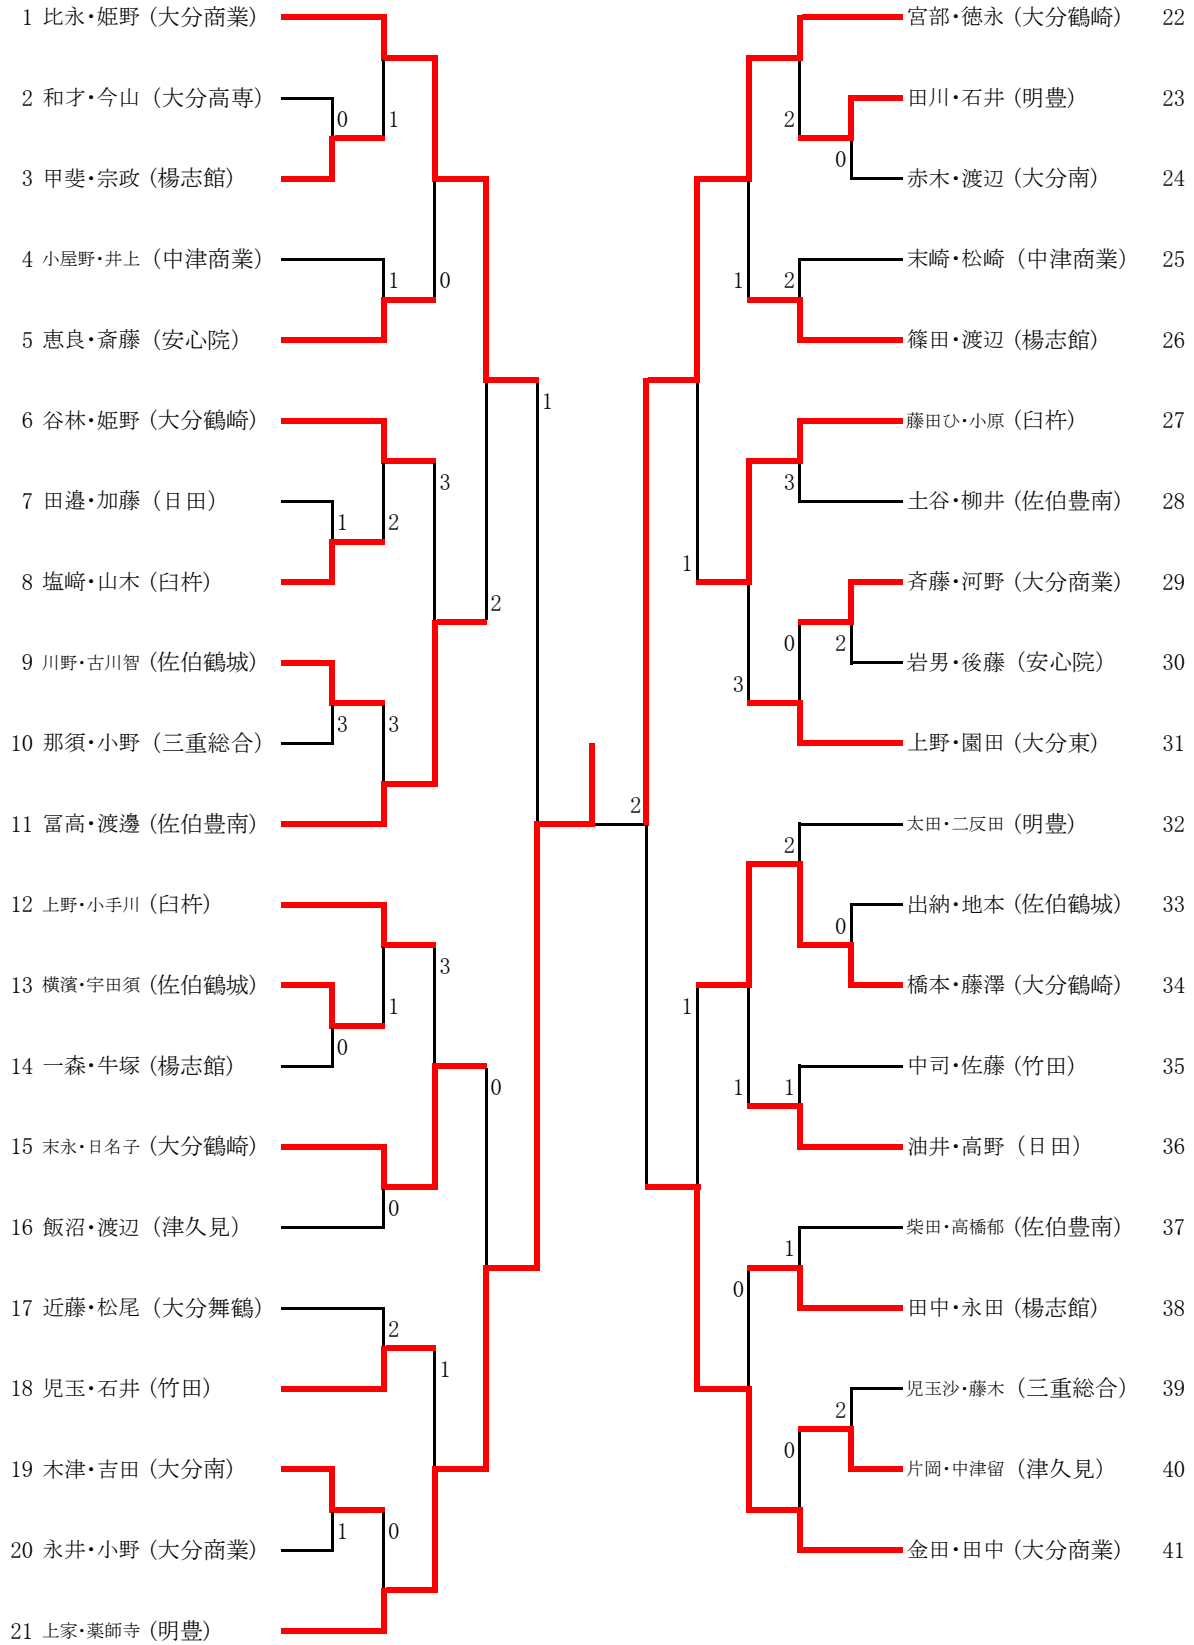 1 比永・姫野 (大分商業)
2 和才・今山 (大分高専)
0
1
3 甲斐・宗政 (楊志館)
4 小屋野・井上 (中津商業)
1
0
5 恵良・斎藤 (安心院)
1
6 谷林・姫野 (大分鶴崎)
3
7 田邉・加藤 (日田)
1
2
8 塩﨑・山木 (臼杵)
2
9 川野・古川智 (佐伯鶴城)
3
3
10 那須・小野 (三重総合)
11 冨高・渡邊 (佐伯豊南)
12 上野・小手川 (臼杵)
3
13 横濱・宇田須 (佐伯鶴城)
1
0
14 一森・牛塚 (楊志館)
0
15 末永・日名子 (大分鶴崎)
0
16 飯沼・渡辺 (津久見)
17 近藤・松尾 (大分舞鶴)
2
1
18 児玉・石井 (竹田)
19 木津・吉田 (大分南)
1
0
20 永井・小野 (大分商業)
21 上家・薬師寺 (明豊)
2
宮部・徳永 (大分鶴崎) 22
田川・石井 (明豊) 23
2
0
赤木・渡辺 (大分南) 24
末崎・松崎 (中津商業) 25
1
2
篠田・渡辺 (楊志館) 26
藤田ひ・小原 (臼杵) 27
3
土谷・柳井 (佐伯豊南) 28
1
斉藤・河野 (大分商業) 29
0
2
岩男・後藤 (安心院) 30
3
上野・園田 (大分東) 31
太田・二反田 (明豊) 32
2
出納・地本 (佐伯鶴城) 33
0
橋本・藤澤 (大分鶴崎) 34
1
中司・佐藤 (竹田) 35
1
1
油井・高野 (日田) 36
柴田・高橋郁 (佐伯豊南) 37
1
0
田中・永田 (楊志館) 38
児玉沙・藤木 (三重総合) 39
2
0
片岡・中津留 (津久見) 40
金田・田中 (大分商業) 41